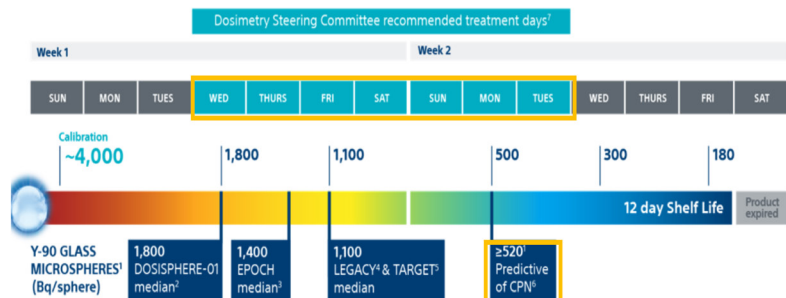 Dosimetry Steering Committee recommended treatment days⁷
Week 1
Week 2
SUN MON TUES WED THURS FRI SAT SUN MON TUES WED THURS FRI SAT
Calibration
~4,000
1,800
1,100
500
300
180
12 day Shelf Life
Product
expired
Y-90 GLASS
MICROSPHERES¹
(Bq/sphere)
1,800
DOSISPHERE-01
median²
1,400
EPOCH
median³
1,100
LEGACY⁴ & TARGET⁵
median
≥520¹
Predictive
of CPN⁶